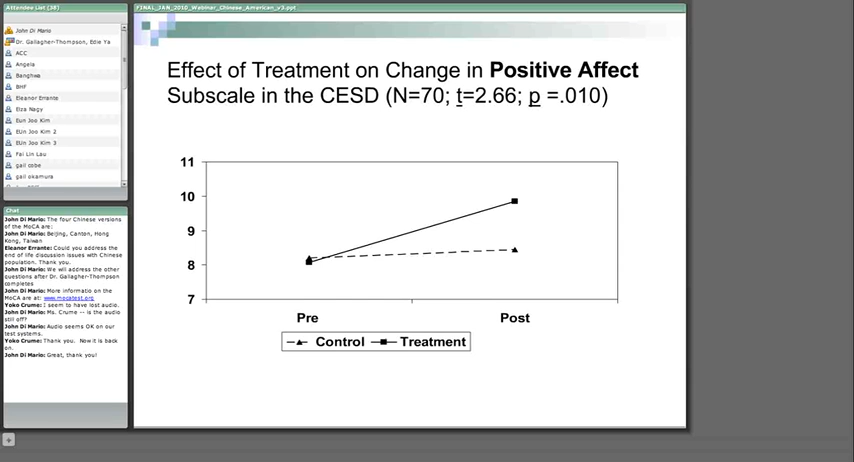 Attendee List (38)
John Di Mario
Dr. Gallagher-Thompson, Edie Ya
ACC
Angela
Banghwa
BHF
Eleanor Errante
Elza Nagy
Eun Joo Kim
Eun Joo Kim 2
EUn Joo Kim 3
Fei Lin Lau
gail cobe
gail okamura
Chat
John Di Mario: The four Chinese versions
of the MoCA are:
John Di Mario: Beijing, Canton, Hong
Kong, Taiwan
Eleanor Errante: Could you address the
end of life discussion issues with Chinese
population. Thank you.
John Di Mario: We will address the other
questions after Dr. Gallagher-Thompson
completes
John Di Mario: More informatio on the
MoCA are at: www.mocatest.org
Yoko Crume: I seem to have lost audio.
John Di Mario: Ms. Crume -- is the audio
still off?
John Di Mario: Audio seems OK on our
test systems.
Yoko Crume: Thank you. Now it is back
on.
John Di Mario: Great, thank you!
FINAL_JAN_2010_Webinar_Chinese_American_v3.ppt
Effect of Treatment on Change in Positive Affect
Subscale in the CESD (N=70; t=2.66; p =.010)
11
10
9
8
7
Pre Post
Control Treatment